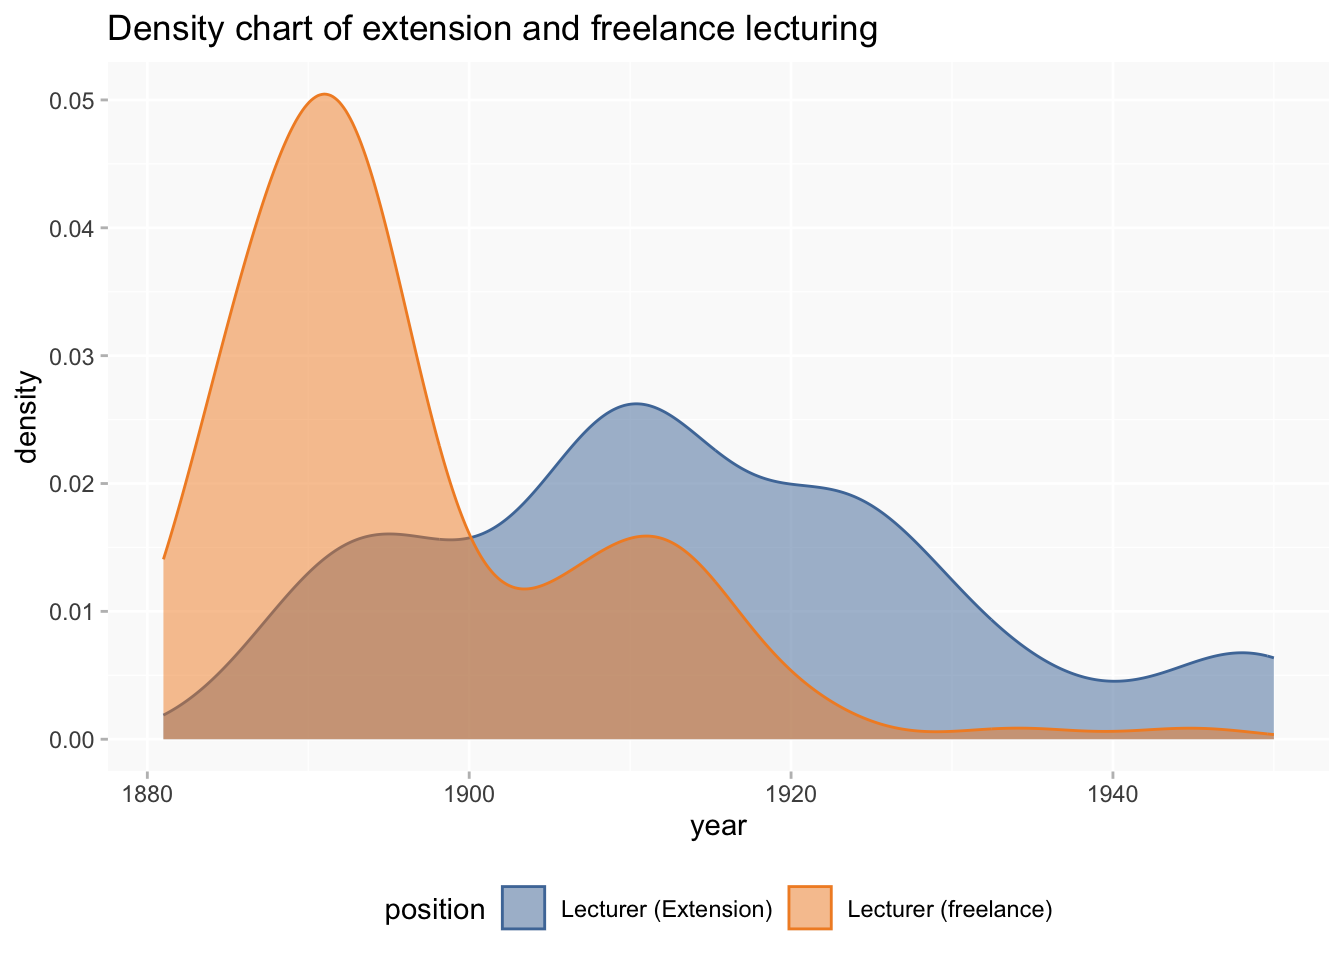 Density chart of extension and freelance lecturing
density
0.05
0.04
0.03
0.02
0.01
0.00
1880 1900 1920 1940
year
position Lecturer (Extension) Lecturer (freelance)